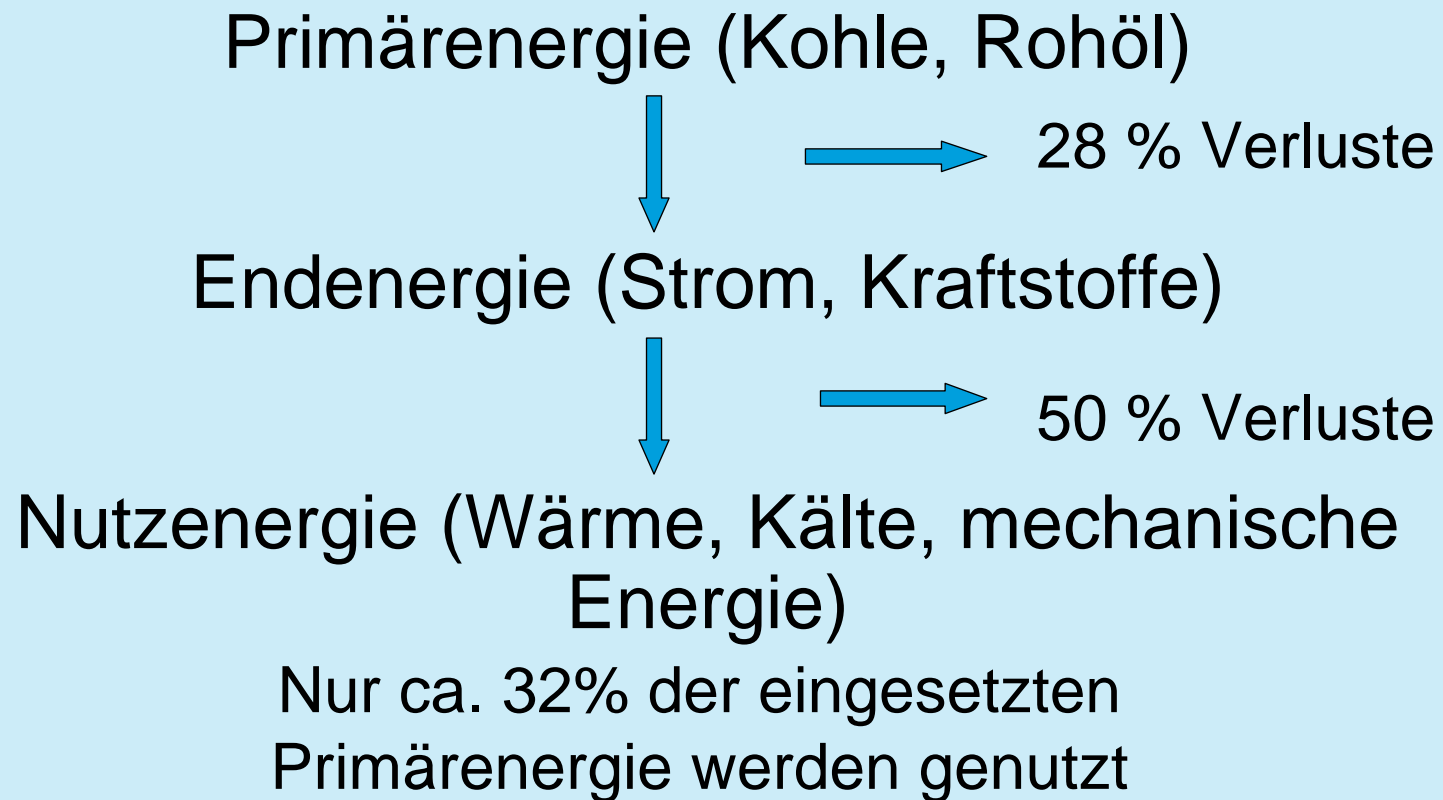 Primärenergie (Kohle, Rohöl)
28 % Verluste
Endenergie (Strom, Kraftstoffe)
50 % Verluste
Nutzenergie (Wärme, Kälte, mechanische
Energie)
Nur ca. 32% der eingesetzten
Primärenergie werden genutzt